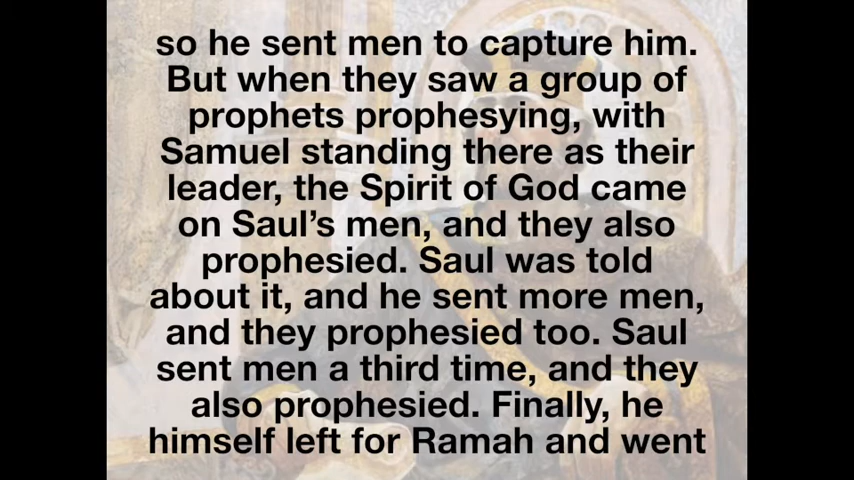 so he sent men to capture him.
But when they saw a group of
prophets prophesying, with
Samuel standing there as their
leader, the Spirit of God came
on Saul’s men, and they also
prophesied. Saul was told
about it, and he sent more men,
and they prophesied too. Saul
sent men a third time, and they
also prophesied. Finally, he
himself left for Ramah and went